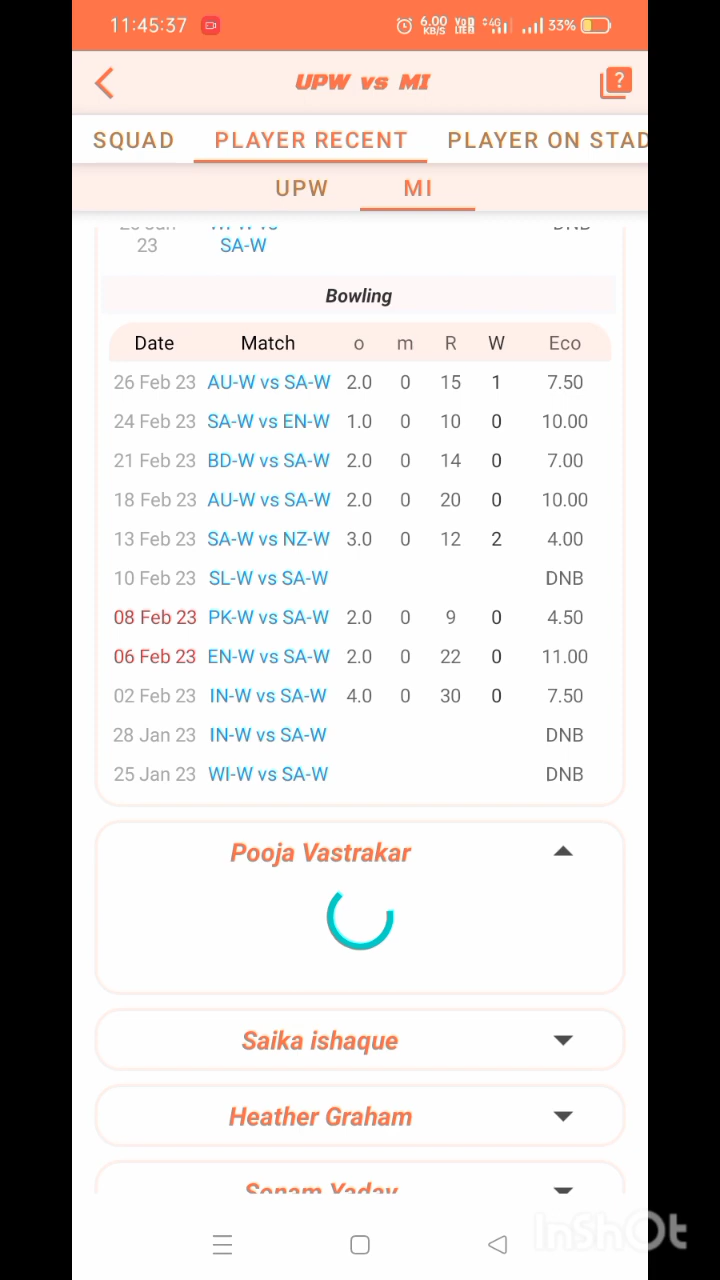 11:45:37 6.00 KB/S VoD LTE2 4G 33%
UPW vs MI ?
SQUAD PLAYER RECENT PLAYER ON STAD
UPW MI
23 SA-W
Bowling
Date Match o m R W Eco
26 Feb 23 AU-W vs SA-W 2.0 0 15 1 7.50
24 Feb 23 SA-W vs EN-W 1.0 0 10 0 10.00
21 Feb 23 BD-W vs SA-W 2.0 0 14 0 7.00
18 Feb 23 AU-W vs SA-W 2.0 0 20 0 10.00
13 Feb 23 SA-W vs NZ-W 3.0 0 12 2 4.00
10 Feb 23 SL-W vs SA-W DNB
08 Feb 23 PK-W vs SA-W 2.0 0 9 0 4.50
06 Feb 23 EN-W vs SA-W 2.0 0 22 0 11.00
02 Feb 23 IN-W vs SA-W 4.0 0 30 0 7.50
28 Jan 23 IN-W vs SA-W DNB
25 Jan 23 WI-W vs SA-W DNB
Pooja Vastrakar
Saika ishaque
Heather Graham
Sonam Yadav
InShOt